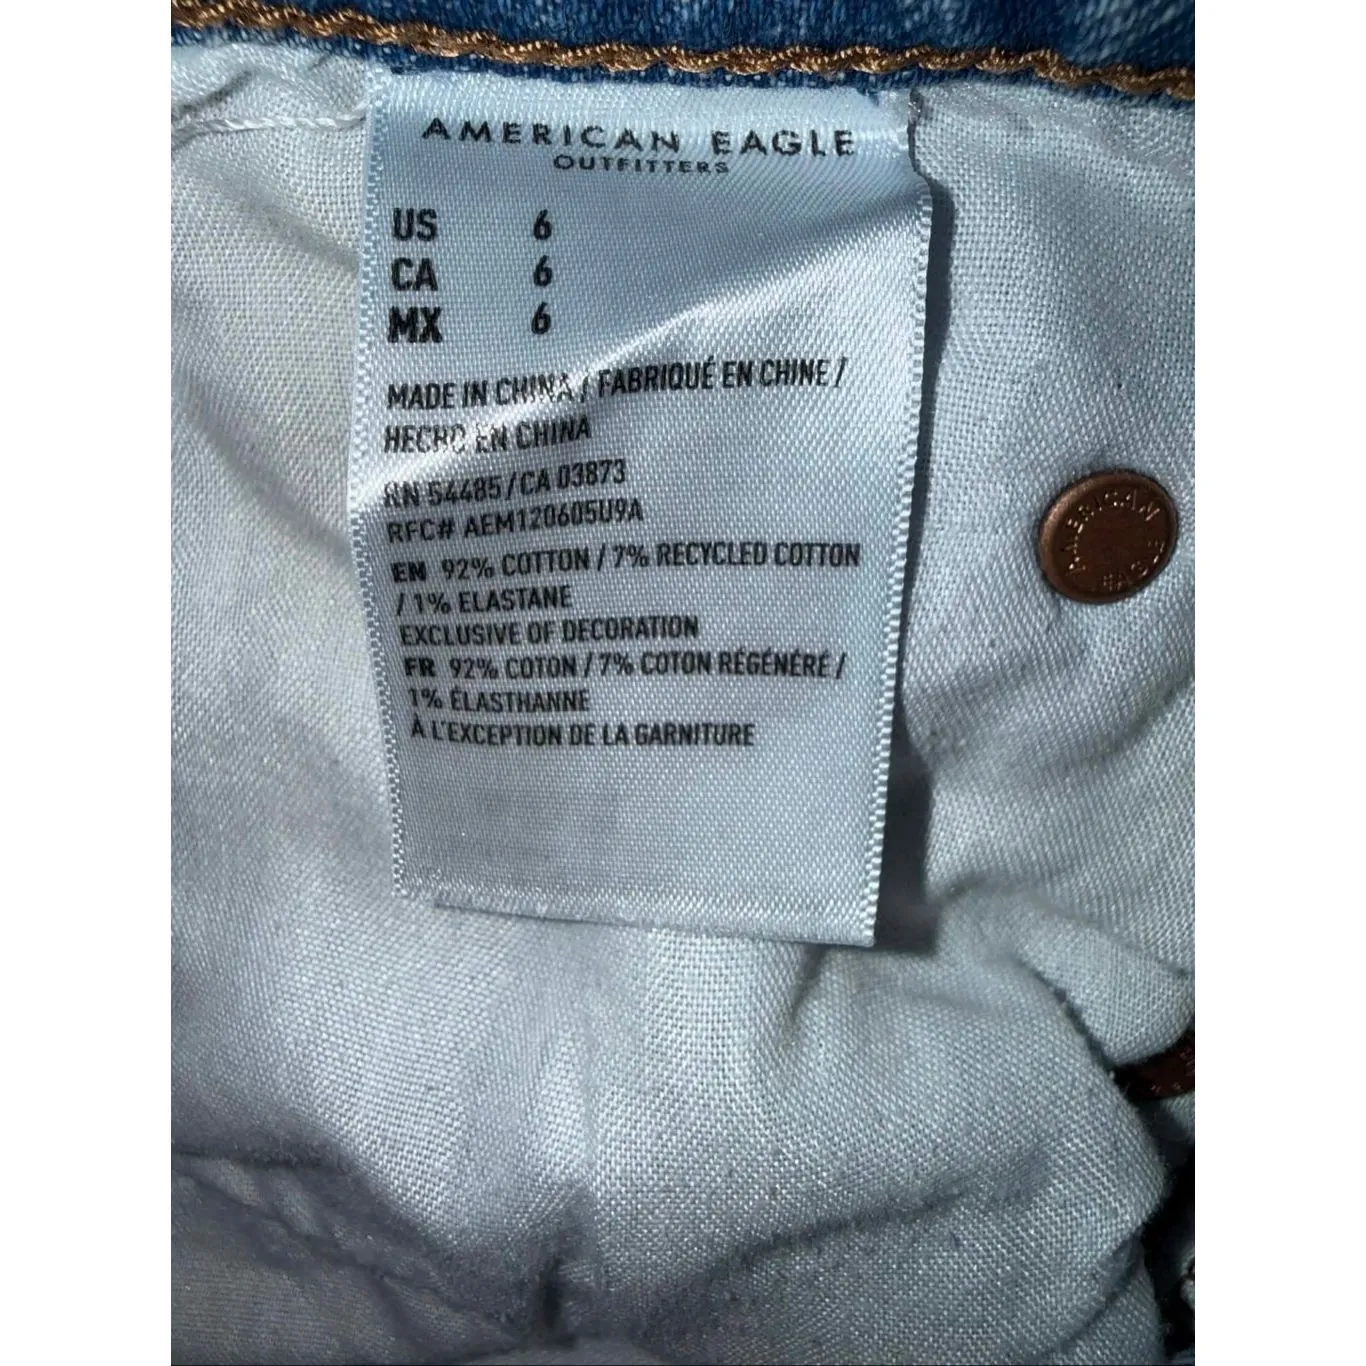 AMERICAN EAGLE
OUTFITTERS
US 6
CA 6
MX 6
MADE IN CHINA / FABRIQUÉ EN CHINE /
HECHO EN CHINA
RN 54485 / CA 03873
RFC# AEM120605U9A
EN 92% COTTON / 7% RECYCLED COTTON
/ 1% ELASTANE
EXCLUSIVE OF DECORATION
FR 92% COTON / 7% COTON RÉGÉNÉRÉ /
1% ÉLASTHANNE
À L'EXCEPTION DE LA GARNITURE
AMERICAN
EAGLE